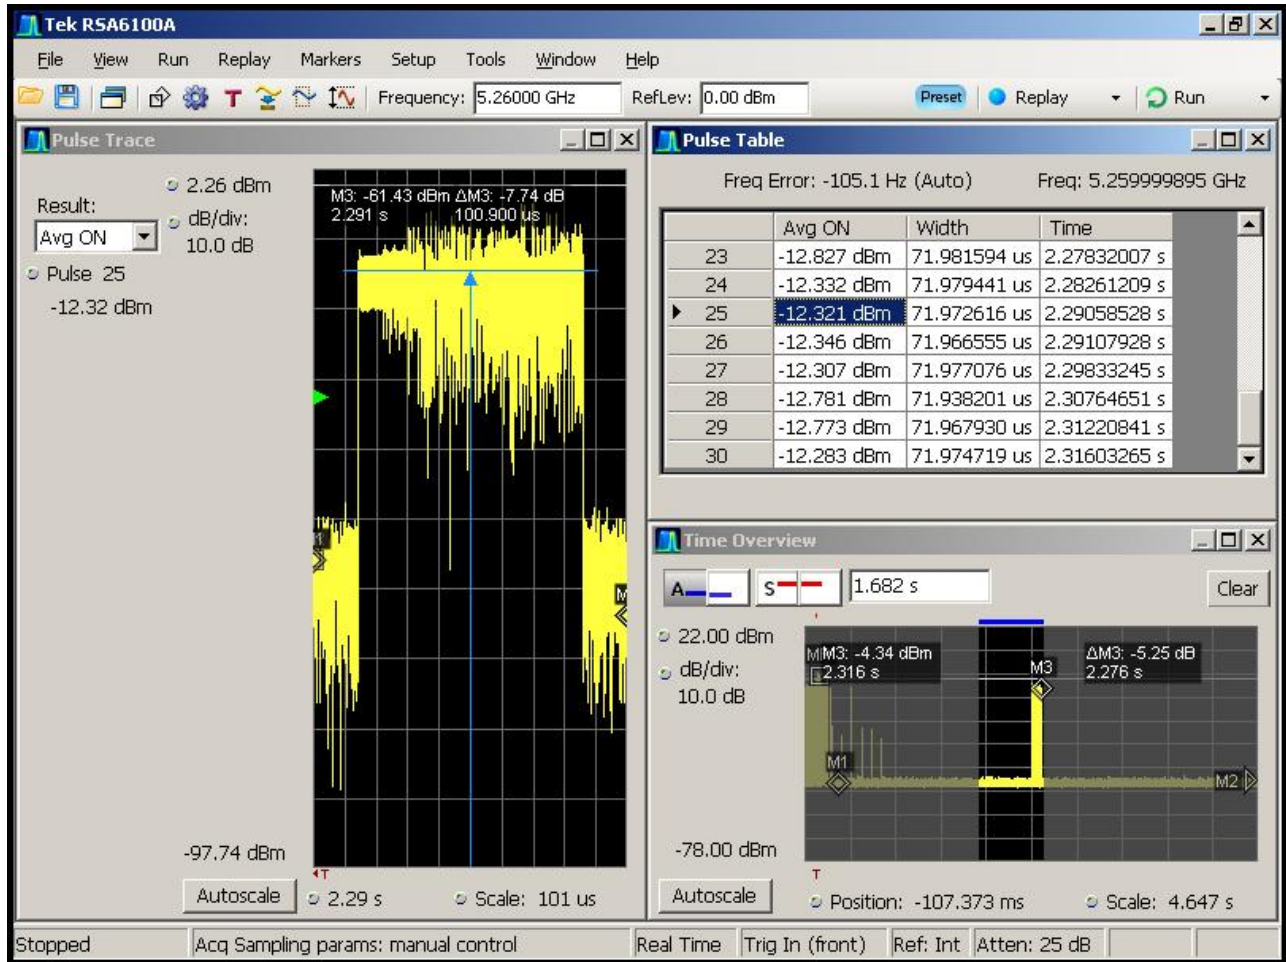 Tek RSA6100A
File View Run Replay Markers Setup Tools Window Help
Frequency: 5.26000 GHz RefLev: 0.00 dBm Preset Replay Run
Pulse Trace
Result:
Avg ON
Pulse 25
-12.32 dBm
2.26 dBm
dB/div:
10.0 dB
M3: -61.43 dBm ΔM3: -7.74 dB
2.291 s 100.900 us
-97.74 dBm
Autoscale
T
2.29 s Scale: 101 us
Pulse Table
Freq Error: -105.1 Hz (Auto) Freq: 5.259999895 GHz
Avg ON Width Time
23 -12.827 dBm 71.981594 us 2.27832007 s
24 -12.332 dBm 71.979441 us 2.28261209 s
25 -12.321 dBm 71.972616 us 2.29058528 s
26 -12.346 dBm 71.966555 us 2.29107928 s
27 -12.307 dBm 71.977076 us 2.29833245 s
28 -12.781 dBm 71.938201 us 2.30764651 s
29 -12.773 dBm 71.967930 us 2.31220841 s
30 -12.283 dBm 71.974719 us 2.31603265 s
Time Overview
A S 1.682 s Clear
22.00 dBm
dB/div:
10.0 dB
M3: -4.34 dBm
2.316 s
M3
ΔM3: -5.25 dB
2.276 s
M1
M2
-78.00 dBm
T
Autoscale
Position: -107.373 ms Scale: 4.647 s
Stopped Acq Sampling params: manual control Real Time Trig In (front) Ref: Int Atten: 25 dB